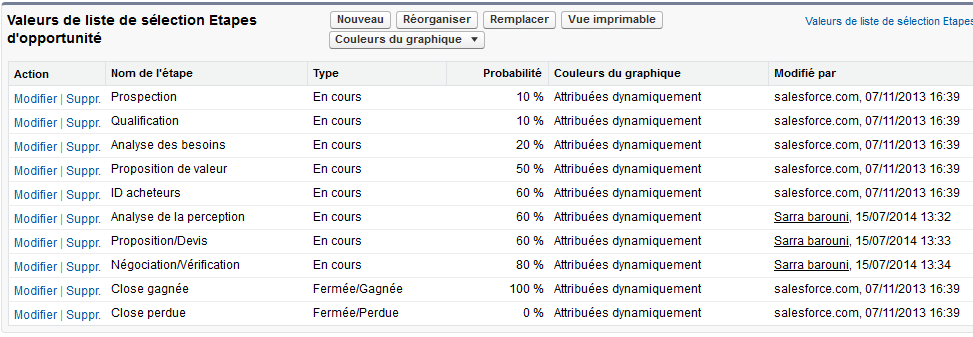 Valeurs de liste de sélection Etapes d'opportunité
Nouveau Réorganiser Remplacer Vue imprimable
Couleurs du graphique
Valeurs de liste de sélection Etapes
Action Nom de l'étape Type Probabilité Couleurs du graphique Modifié par
Modifier | Suppr. Prospection En cours 10 % Attribuées dynamiquement salesforce.com, 07/11/2013 16:39
Modifier | Suppr. Qualification En cours 10 % Attribuées dynamiquement salesforce.com, 07/11/2013 16:39
Modifier | Suppr. Analyse des besoins En cours 20 % Attribuées dynamiquement salesforce.com, 07/11/2013 16:39
Modifier | Suppr. Proposition de valeur En cours 50 % Attribuées dynamiquement salesforce.com, 07/11/2013 16:39
Modifier | Suppr. ID acheteurs En cours 60 % Attribuées dynamiquement salesforce.com, 07/11/2013 16:39
Modifier | Suppr. Analyse de la perception En cours 60 % Attribuées dynamiquement Sarra barouni, 15/07/2014 13:32
Modifier | Suppr. Proposition/Devis En cours 60 % Attribuées dynamiquement Sarra barouni, 15/07/2014 13:33
Modifier | Suppr. Négociation/Vérification En cours 80 % Attribuées dynamiquement Sarra barouni, 15/07/2014 13:34
Modifier | Suppr. Close gagnée Fermée/Gagnée 100 % Attribuées dynamiquement salesforce.com, 07/11/2013 16:39
Modifier | Suppr. Close perdue Fermée/Perdue 0 % Attribuées dynamiquement salesforce.com, 07/11/2013 16:39